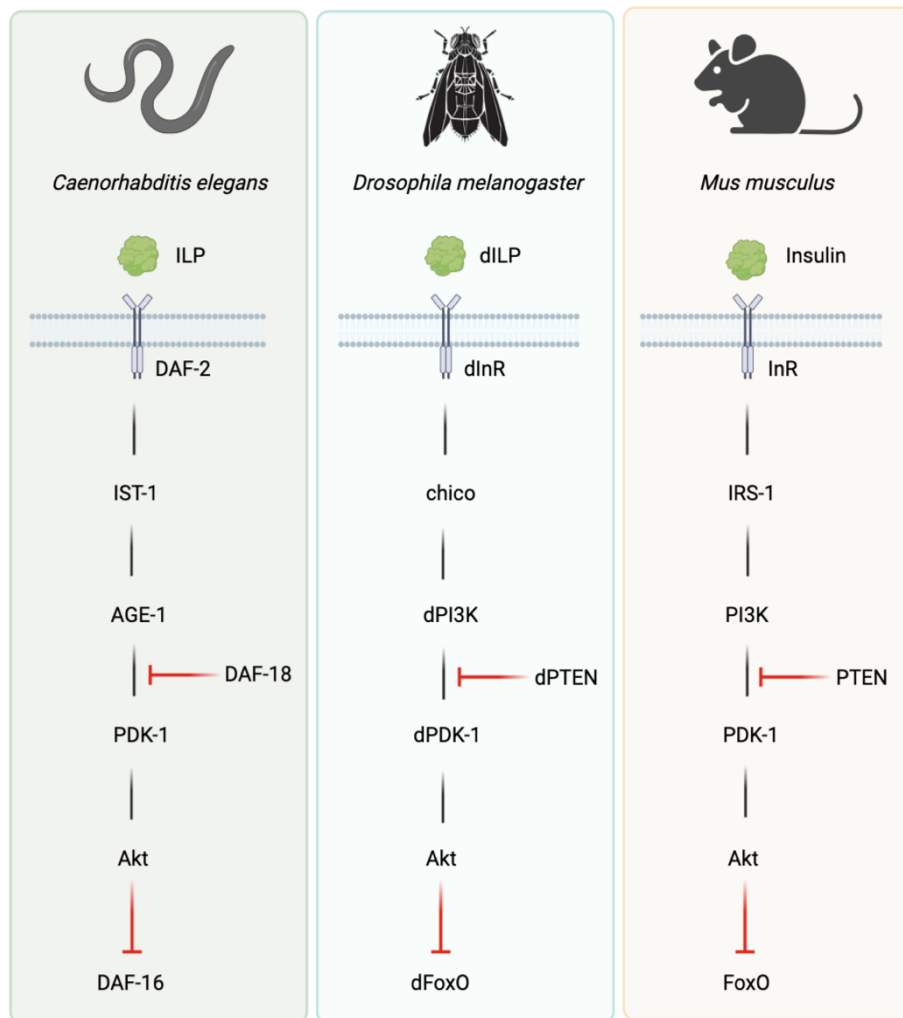 Caenorhabditis elegans
ILP
DAF-2
IST-1
AGE-1
DAF-18
PDK-1
Akt
DAF-16
Drosophila melanogaster
dILP
dInR
chico
dPI3K
dPTEN
dPDK-1
Akt
dFoxO
Mus musculus
Insulin
InR
IRS-1
PI3K
PTEN
PDK-1
Akt
FoxO